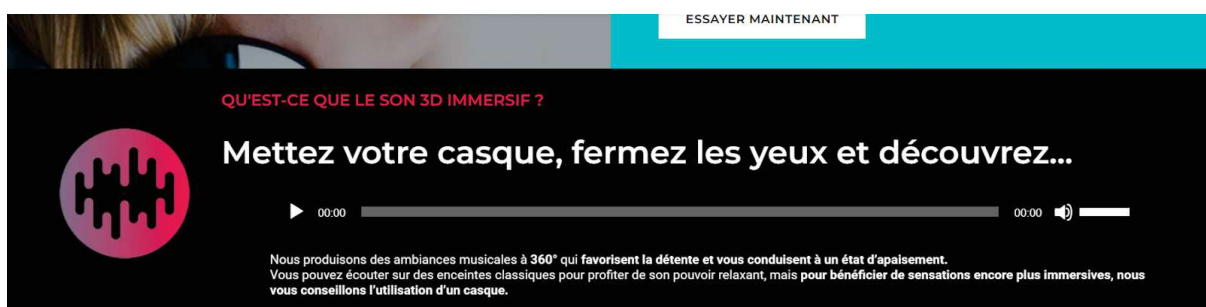 ESSAYER MAINTENANT
QU'EST-CE QUE LE SON 3D IMMERSIF ?
Mettez votre casque, fermez les yeux et découvrez...
00:00 00:00
Nous produisons des ambiances musicales à 360° qui favorisent la détente et vous conduisent à un état d'apaisement.
Vous pouvez écouter sur des enceintes classiques pour profiter de son pouvoir relaxant, mais pour bénéficier de sensations encore plus immersives, nous
vous conseillons l'utilisation d'un casque.